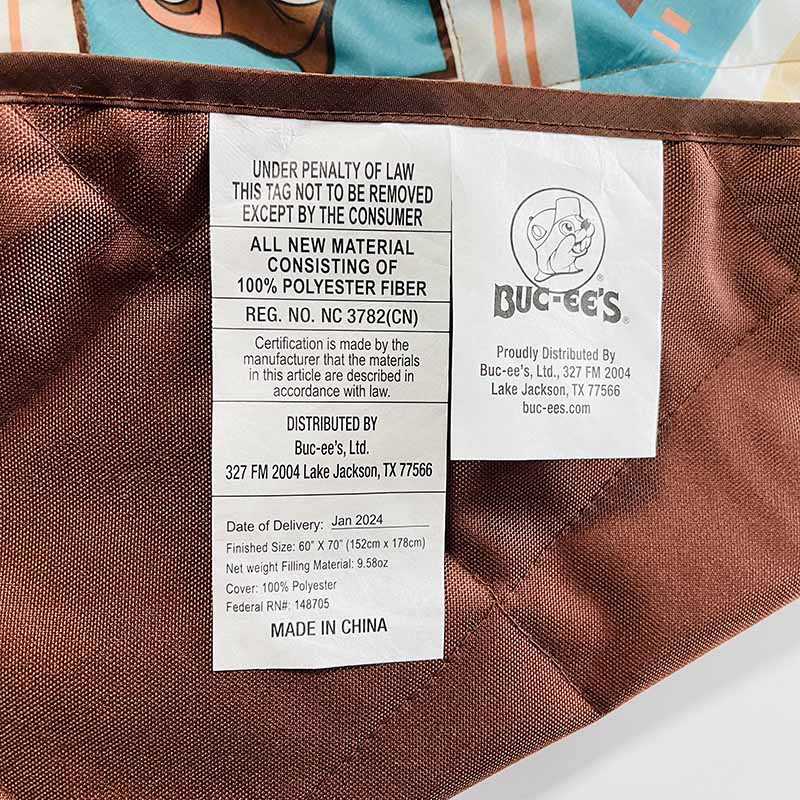 UNDER PENALTY OF LAW
THIS TAG NOT TO BE REMOVED
EXCEPT BY THE CONSUMER
ALL NEW MATERIAL
CONSISTING OF
100% POLYESTER FIBER
REG. NO. NC 3782(CN)
Certification is made by the
manufacturer that the materials
in this article are described in
accordance with law.
DISTRIBUTED BY
Buc-ee's, Ltd.
327 FM 2004 Lake Jackson, TX 77566
Date of Delivery: Jan 2024
Finished Size: 60" X 70" (152cm x 178cm)
Net weight Filling Material: 9.58oz
Cover: 100% Polyester
Federal RN#: 148705
MADE IN CHINA
®
BUC-EE'S®
Proudly Distributed By
Buc-ee's, Ltd., 327 FM 2004
Lake Jackson, TX 77566
buc-ees.com